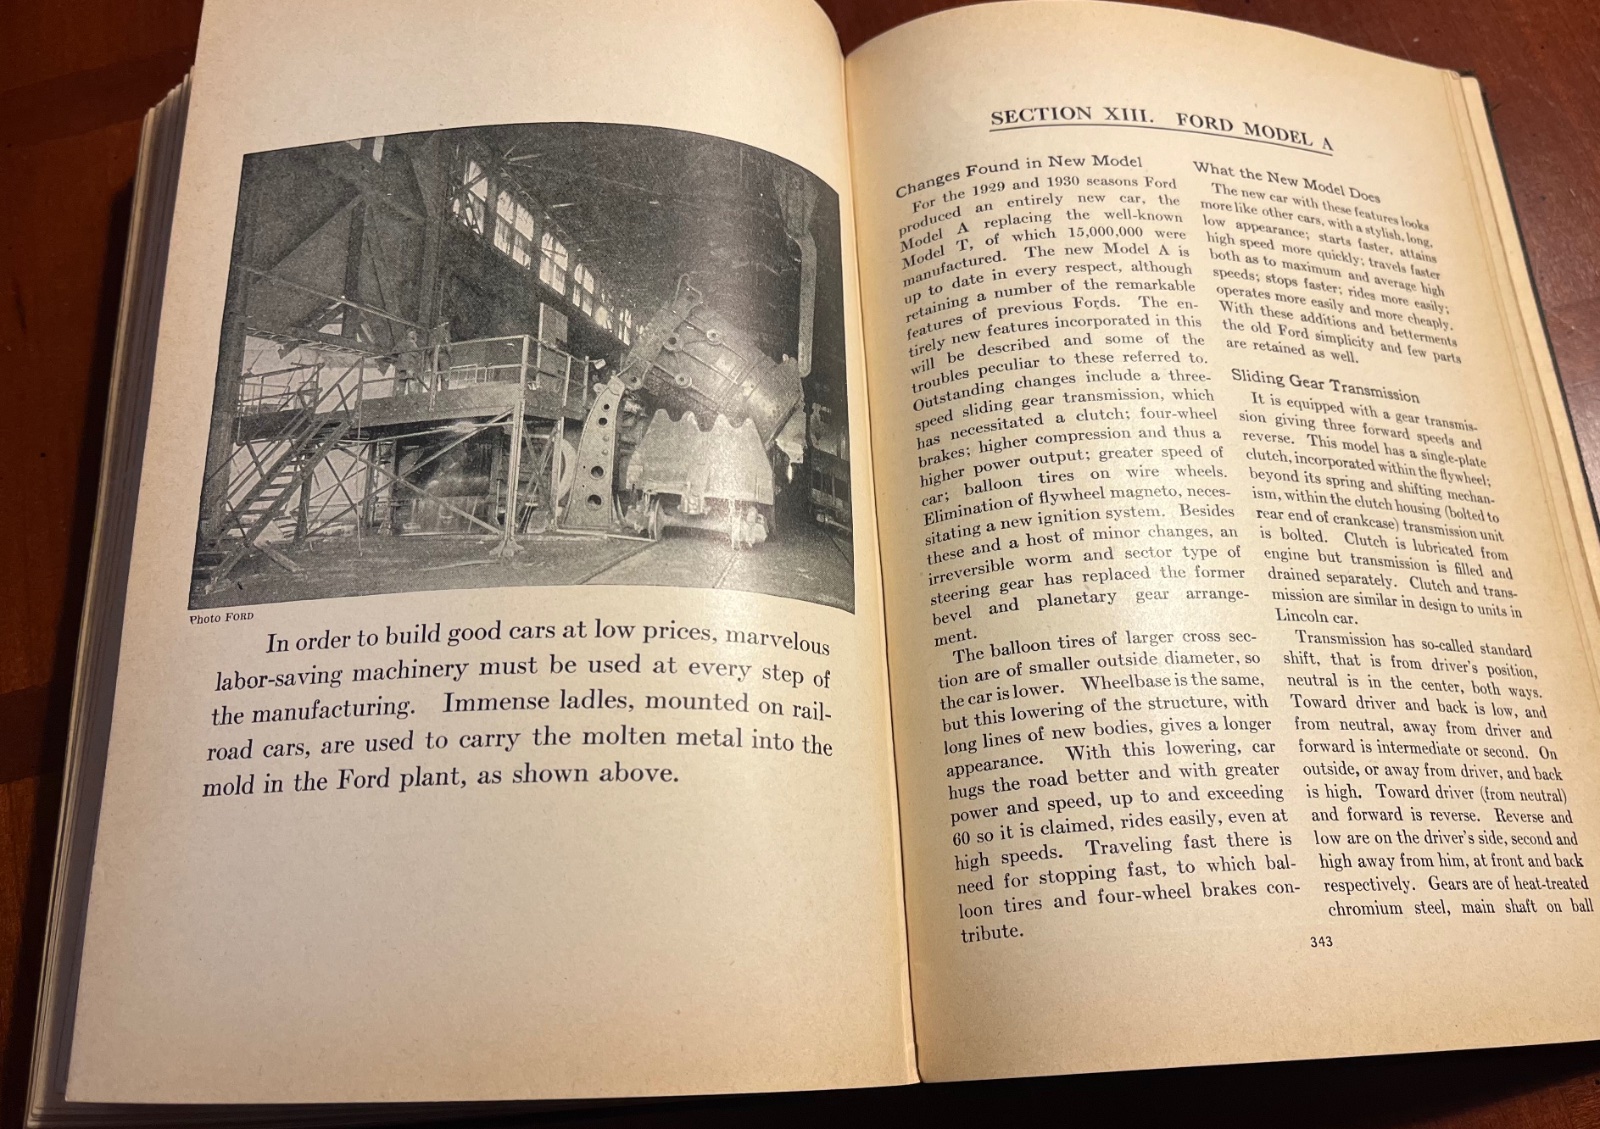 Photo FORD
In order to build good cars at low prices, marvelous
labor-saving machinery must be used at every step of
the manufacturing. Immense ladles, mounted on rail-
road cars, are used to carry the molten metal into the
mold in the Ford plant, as shown above.
SECTION XIII. FORD MODEL A
Changes Found in New Model
For the 1929 and 1930 seasons Ford
produced an entirely new car, the
Model A replacing the well-known
Model T, of which 15,000,000 were
manufactured. The new Model A is
up to date in every respect, although
retaining a number of the remarkable
features of previous Fords. The en-
tirely new features incorporated in this
will be described and some of the
troubles peculiar to these referred to.
Outstanding changes include a three-
speed sliding gear transmission, which
has necessitated a clutch; four-wheel
brakes; higher compression and thus a
higher power output; greater speed of
car; balloon tires on wire wheels.
Elimination of flywheel magneto, neces-
sitating a new ignition system. Besides
these and a host of minor changes, an
irreversible worm and sector type of
steering gear has replaced the former
bevel and planetary gear arrange-
ment.
The balloon tires of larger cross sec-
tion are of smaller outside diameter, so
the car is lower. Wheelbase is the same,
but this lowering of the structure, with
long lines of new bodies, gives a longer
appearance. With this lowering, car
hugs the road better and with greater
power and speed, up to and exceeding
60 so it is claimed, rides easily, even at
high speeds. Traveling fast there is
need for stopping fast, to which bal-
loon tires and four-wheel brakes con-
tribute.
What the New Model Does
The new car with these features looks
more like other cars, with a stylish, long,
low appearance; starts faster, attains
high speed more quickly; travels faster
both as to maximum and average high
speeds; stops faster; rides more easily;
operates more easily and more cheaply.
With these additions and betterments
the old Ford simplicity and few parts
are retained as well.
Sliding Gear Transmission
It is equipped with a gear transmis-
sion giving three forward speeds and
reverse. This model has a single-plate
clutch, incorporated within the flywheel;
beyond its spring and shifting mechan-
ism, within the clutch housing (bolted to
rear end of crankcase) transmission unit
is bolted. Clutch is lubricated from
engine but transmission is filled and
drained separately. Clutch and trans-
mission are similar in design to units in
Lincoln car.
Transmission has so-called standard
shift, that is from driver's position,
neutral is in the center, both ways.
Toward driver and back is low, and
from neutral, away from driver and
forward is intermediate or second. On
outside, or away from driver, and back
is high. Toward driver (from neutral)
and forward is reverse. Reverse and
low are on the driver's side, second and
high away from him, at front and back
respectively. Gears are of heat-treated
chromium steel, main shaft on ball
343